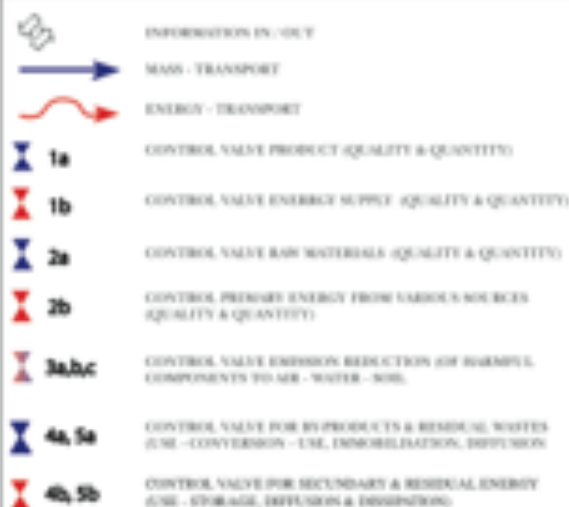 INFORMATION IN / OUT
MASS - TRANSPORT
ENERGY - TRANSPORT
1a CONTROL VALVE PRODUCT (QUALITY & QUANTITY)
1b CONTROL VALVE ENERRGY SUPPLY (QUALITY & QUANTITY)
2a CONTROL VALVE RAW MATERIALS (QUALITY & QUANTITY)
2b CONTROL PRIMARY ENERGY FROM VARIOUS SOURCES
(QUALITY & QUANTITY)
3a,b,c CONTROL VALVE EMISSION REDUCTION (OF HARMFUL
COMPONENTS TO AIR - WATER - SOIL
4a, 5a CONTROL VALVE FOR BY-PRODUCTS & RESIDUAL WASTES
(USE - CONVERSION - USE, IMMOBILISATION, DIFFUSION
4b, 5b CONTROL VALVE FOR SECUNDARY & RESIDUAL ENERGY
(USE - STORAGE, DIFFUSION & DISSIPATION)